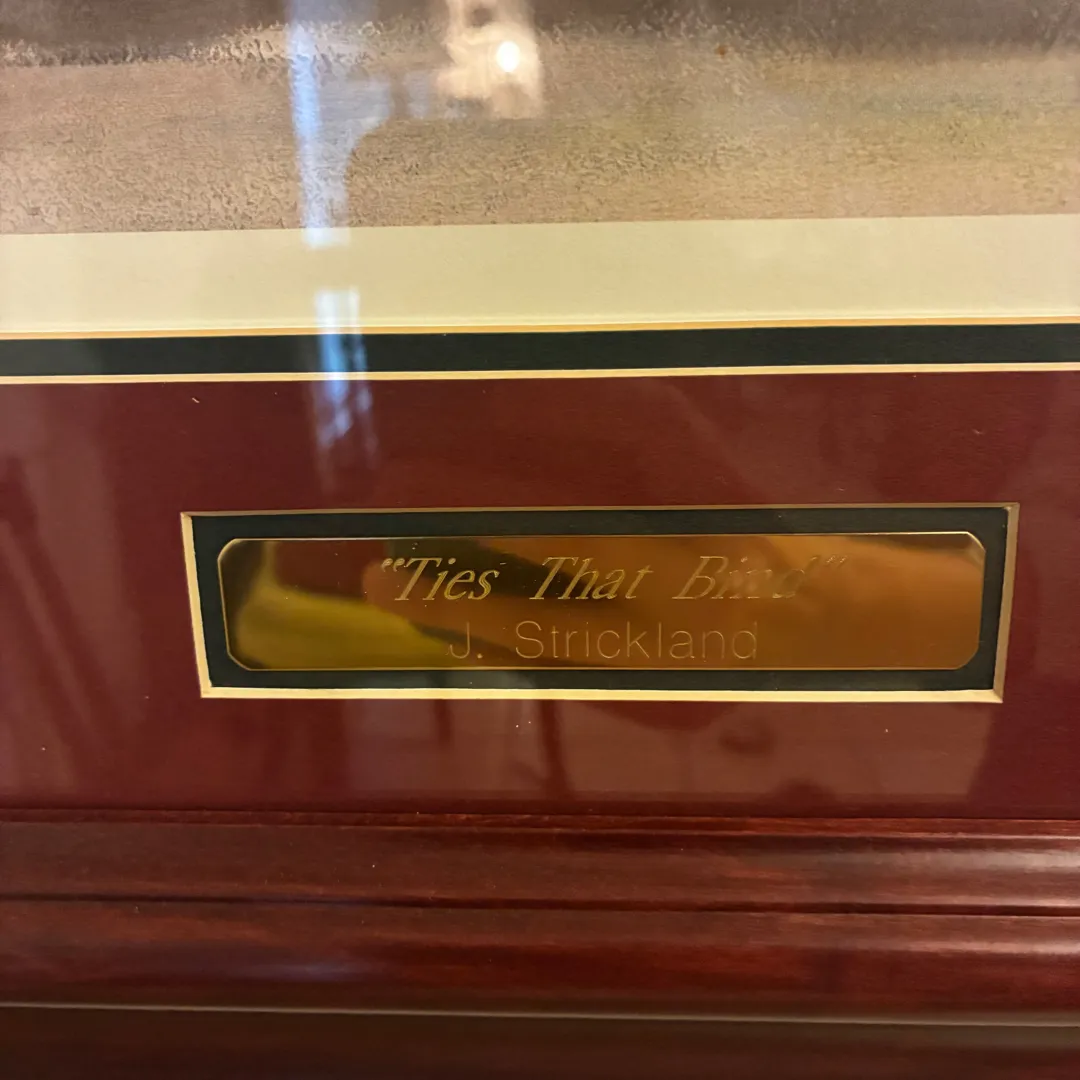 "Ties That Bind"
J. Strickland